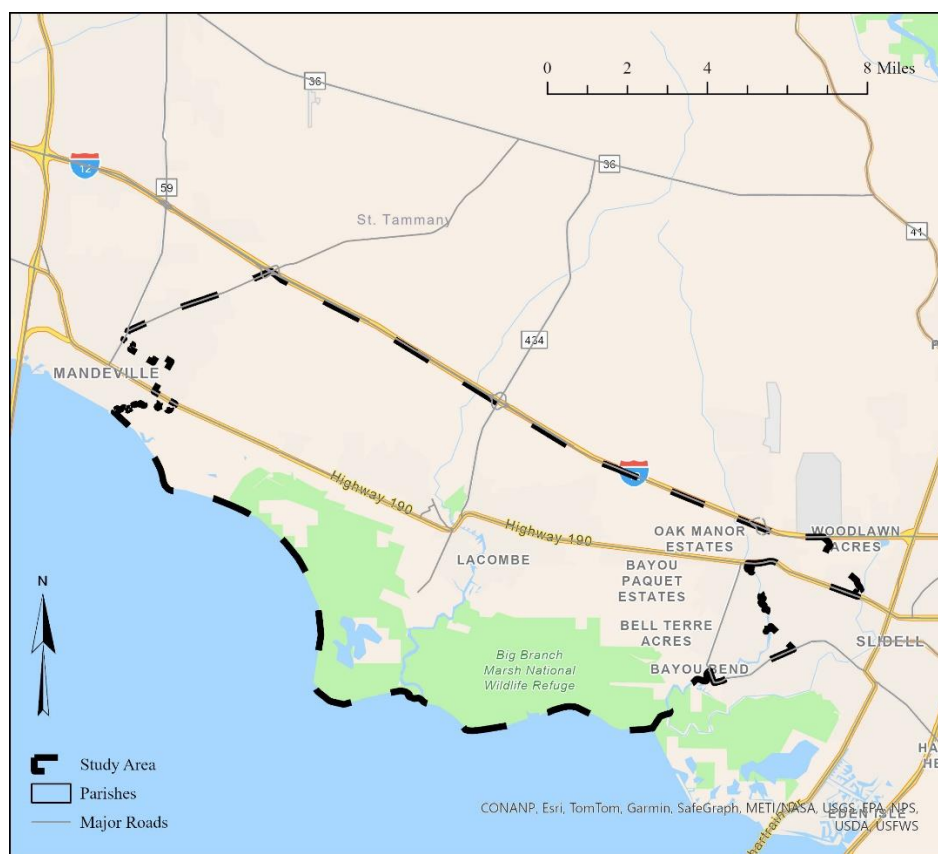 0 2 4 8 Miles
36
12
59
36
St. Tammany
41
434
MANDEVILLE
Highway 190
Highway 190
OAK MANOR
ESTATES
WOODLAWN
ACRES
LACOMBE
BAYOU
PAQUET
ESTATES
BELL TERRE
ACRES
SLIDELL
BAYOU BEND
Big Branch
Marsh National
Wildlife Refuge
N
Study Area
Parishes
Major Roads
CONANP, Esri, TomTom, Garmin, SafeGraph, METI/NASA, USGS, EPA, NPS,
USDA, USFWS
EDEN ISLE